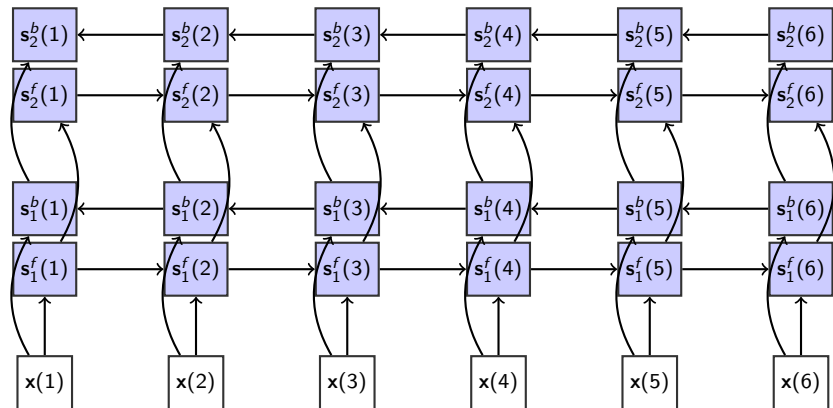 s₂ᵇ(1) s₂ᵇ(2) s₂ᵇ(3) s₂ᵇ(4) s₂ᵇ(5) s₂ᵇ(6)
s₂ᶠ(1) s₂ᶠ(2) s₂ᶠ(3) s₂ᶠ(4) s₂ᶠ(5) s₂ᶠ(6)
s₁ᵇ(1) s₁ᵇ(2) s₁ᵇ(3) s₁ᵇ(4) s₁ᵇ(5) s₁ᵇ(6)
s₁ᶠ(1) s₁ᶠ(2) s₁ᶠ(3) s₁ᶠ(4) s₁ᶠ(5) s₁ᶠ(6)
x(1) x(2) x(3) x(4) x(5) x(6)